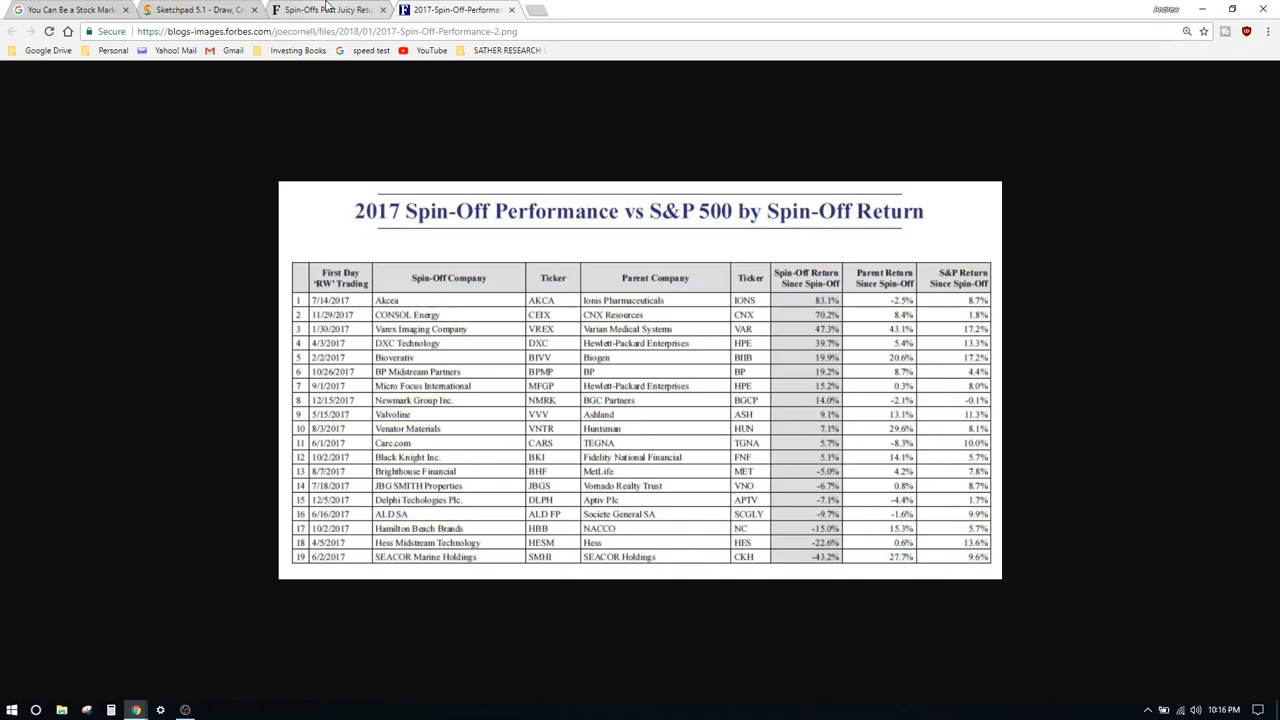 You Can Be a Stock Mark
Sketchpad 5.1 - Draw, Cr
Spin-Offs Post Juicy Retu
2017-Spin-Off-Performan
Andrew
Secure
https://blogs-images.forbes.com/joecornell/files/2018/01/2017-Spin-Off-Performance-2.png
Google Drive Personal Yahoo! Mail Gmail Investing Books speed test YouTube SATHER RESEARCH
2017 Spin-Off Performance vs S&P 500 by Spin-Off Return
First Day 'RW' Trading Spin-Off Company Ticker Parent Company Ticker Spin-Off Return Since Spin-Off Parent Return Since Spin-Off S&P Return Since Spin-Off
1 7/14/2017 Akcea AKCA Ionis Pharmaceuticals IONS 83.1% -2.5% 8.7%
2 11/29/2017 CONSOL Energy CEIX CNX Resources CNX 70.2% 8.4% 1.8%
3 1/30/2017 Varex Imaging Company VREX Varian Medical Systems VAR 47.3% 43.1% 17.2%
4 4/3/2017 DXC Technology DXC Hewlett-Packard Enterprises HPE 39.7% 5.4% 13.3%
5 2/2/2017 Bioverativ BIVV Biogen BIIB 19.9% 20.6% 17.2%
6 10/26/2017 BP Midstream Partners BPMP BP BP 19.2% 8.7% 4.4%
7 9/1/2017 Micro Focus International MFGP Hewlett-Packard Enterprises HPE 15.2% 0.3% 8.0%
8 12/15/2017 Newmark Group Inc. NMRK BGC Partners BGCP 14.0% -2.1% -0.1%
9 5/15/2017 Valvoline VVV Ashland ASH 9.1% 13.1% 11.3%
10 8/3/2017 Venator Materials VNTR Huntsman HUN 7.1% 29.6% 8.1%
11 6/1/2017 Carc.com CARS TEGNA TGNA 5.7% -8.3% 10.0%
12 10/2/2017 Black Knight Inc. BKI Fidelity National Financial FNF 5.1% 14.1% 5.7%
13 8/7/2017 Brighthouse Financial BHF MetLife MET -5.0% 4.2% 7.8%
14 7/18/2017 JBG SMITH Properties JBGS Vornado Realty Trust VNO -6.7% 0.8% 8.7%
15 12/5/2017 Delphi Techologies Plc. DLPH Aptiv Plc APTV -7.1% -4.4% 1.7%
16 6/16/2017 ALD SA ALD FP Societe General SA SCGLY -9.7% -1.6% 9.9%
17 10/2/2017 Hamilton Beach Brands HBB NACCO NC -15.0% 15.3% 5.7%
18 4/5/2017 Hess Midstream Technology HESM Hess HES -22.6% 0.6% 13.6%
19 6/2/2017 SEACOR Marine Holdings SMHI SEACOR Holdings CKH -43.2% 27.7% 9.6%
10:16 PM